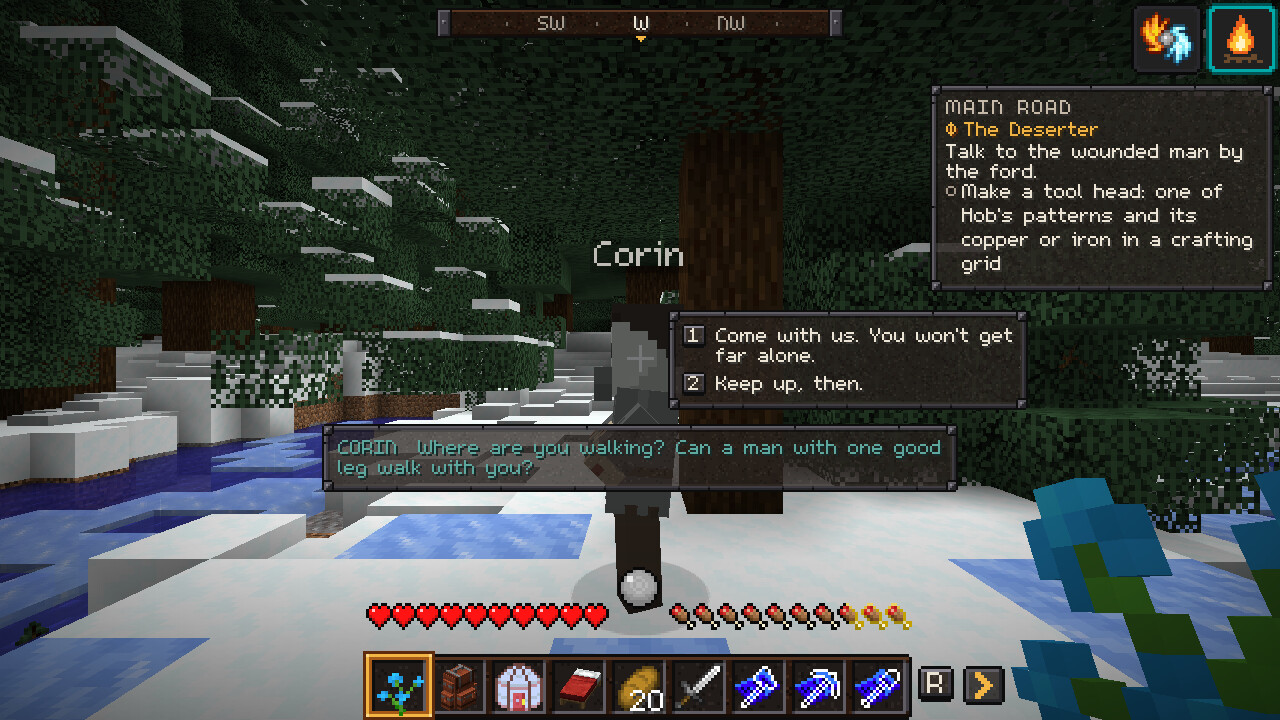 SW W NW
MAIN ROAD
The Deserter
Talk to the wounded man by
the ford.
Make a tool head: one of
Hob's patterns and its
copper or iron in a crafting
grid
Corin
1 Come with us. You won't get
far alone.
2 Keep up, then.
CORIN Where are you walking? Can a man with one good
leg walk with you?
20
R